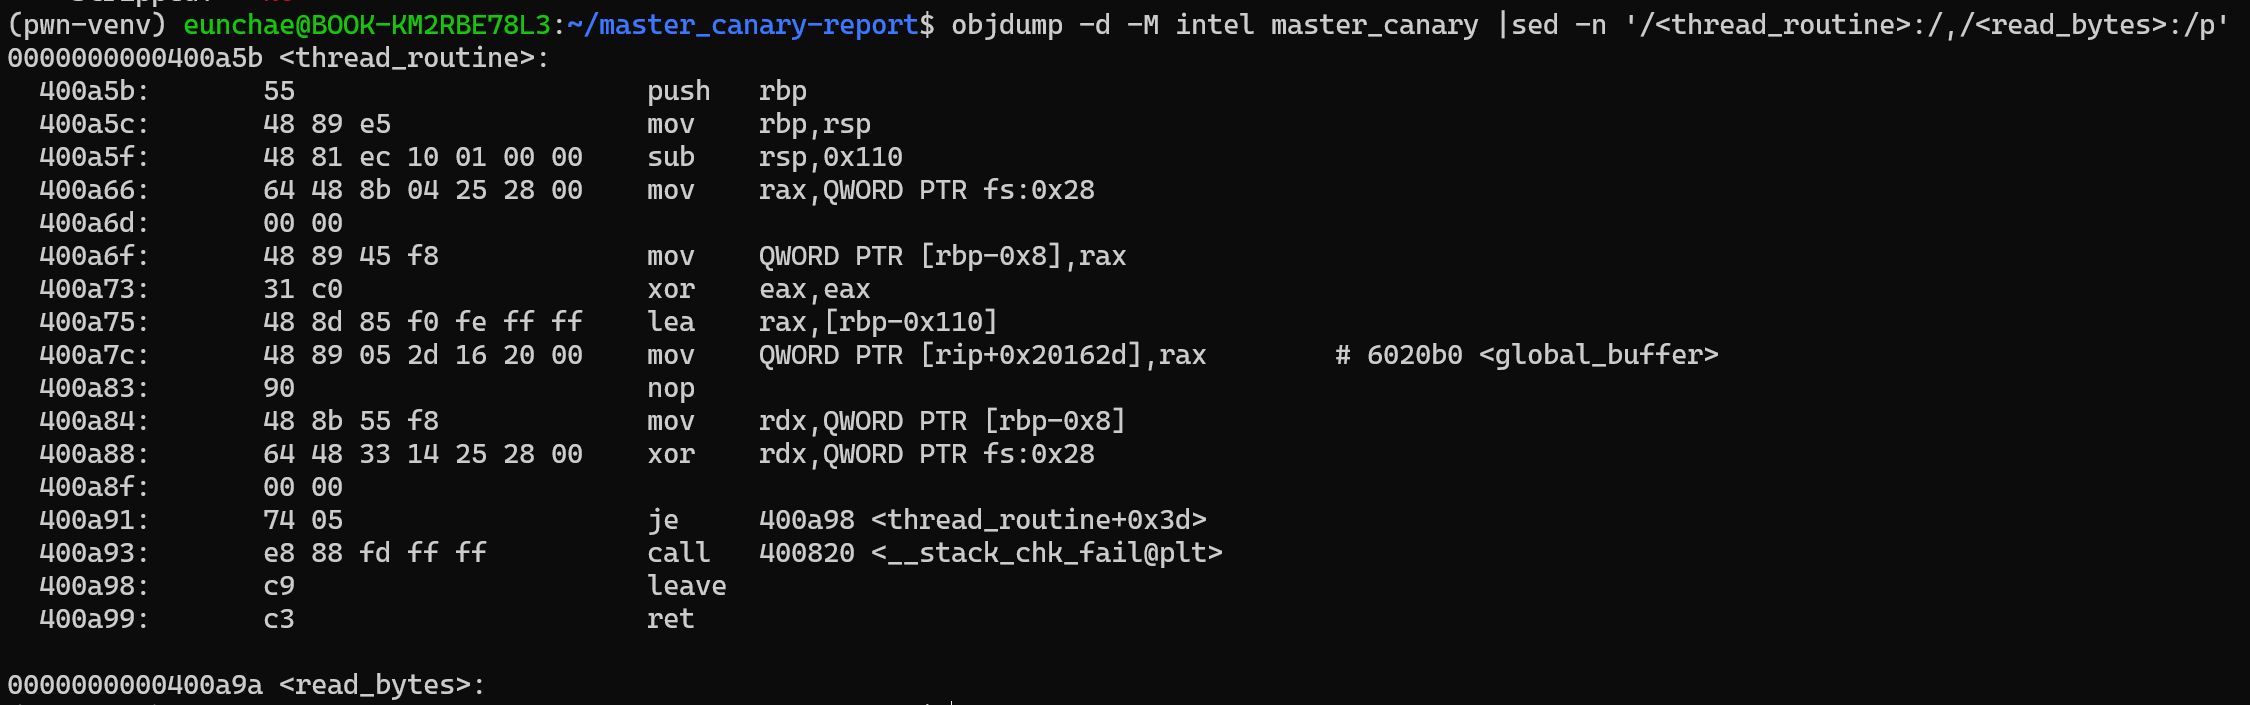 (pwn-venv) eunchae@BOOK-KM2RBE78L3:~/master_canary-report$ objdump -d -M intel master_canary |sed -n '/<thread_routine>:/,/<read_bytes>:/p'
0000000000400a5b <thread_routine>:
  400a5b:       55                      push   rbp
  400a5c:       48 89 e5                mov    rbp,rsp
  400a5f:       48 81 ec 10 01 00 00    sub    rsp,0x110
  400a66:       64 48 8b 04 25 28 00    mov    rax,QWORD PTR fs:0x28
  400a6d:       00 00
  400a6f:       48 89 45 f8             mov    QWORD PTR [rbp-0x8],rax
  400a73:       31 c0                   xor    eax,eax
  400a75:       48 8d 85 f0 fe ff ff    lea    rax,[rbp-0x110]
  400a7c:       48 89 05 2d 16 20 00    mov    QWORD PTR [rip+0x20162d],rax        # 6020b0 <global_buffer>
  400a83:       90                      nop
  400a84:       48 8b 55 f8             mov    rdx,QWORD PTR [rbp-0x8]
  400a88:       64 48 33 14 25 28 00    xor    rdx,QWORD PTR fs:0x28
  400a8f:       00 00
  400a91:       74 05                   je     400a98 <thread_routine+0x3d>
  400a93:       e8 88 fd ff ff          call   400820 <__stack_chk_fail@plt>
  400a98:       c9                      leave
  400a99:       c3                      ret
0000000000400a9a <read_bytes>: